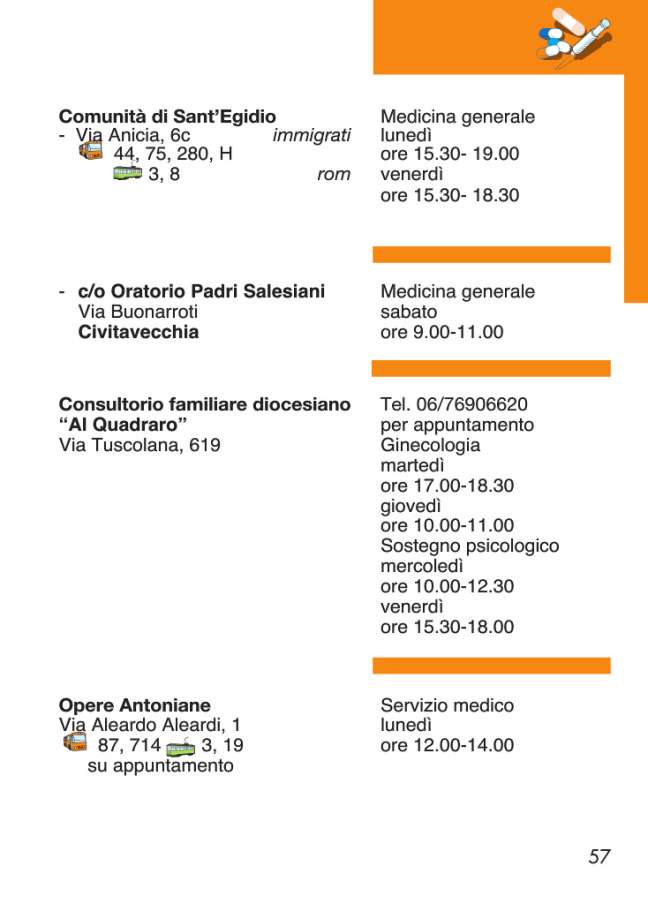 Comunità di Sant’Egidio
- Via Anicia, 6c immigrati
44, 75, 280, H
3, 8 rom
Medicina generale
lunedì
ore 15.30- 19.00
venerdì
ore 15.30- 18.30
- c/o Oratorio Padri Salesiani
Via Buonarroti
Civitavecchia
Medicina generale
sabato
ore 9.00-11.00
Consultorio familiare diocesiano
“Al Quadraro”
Via Tuscolana, 619
Tel. 06/76906620
per appuntamento
Ginecologia
martedì
ore 17.00-18.30
giovedì
ore 10.00-11.00
Sostegno psicologico
mercoledì
ore 10.00-12.30
venerdì
ore 15.30-18.00
Opere Antoniane
Via Aleardo Aleardi, 1
87, 714 3, 19
su appuntamento
Servizio medico
lunedì
ore 12.00-14.00
57